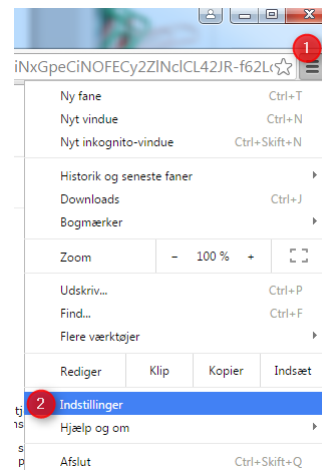 1
iNxGpeCiNOFECy2ZlNclCL42JR-f62L
Ny fane Ctrl+T
Nyt vindue Ctrl+N
Nyt inkognito-vindue Ctrl+Skift+N
Historik og seneste faner
Downloads Ctrl+J
Bogmærker
Zoom - 100 % +
Udskriv... Ctrl+P
Find... Ctrl+F
Flere værktøjer
Rediger Klip Kopier Indsæt
2 Indstillinger
Hjælp og om
Afslut Ctrl+Skift+Q